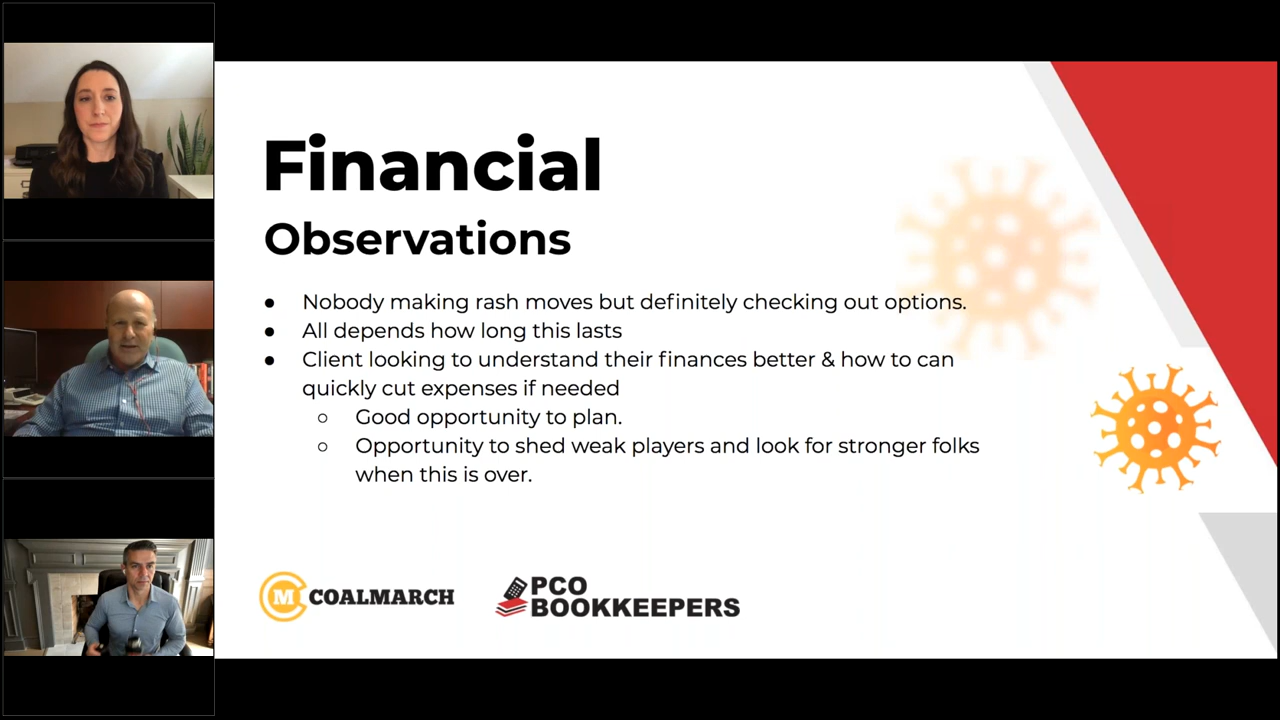 Financial
Observations
● Nobody making rash moves but definitely checking out options.
● All depends how long this lasts
● Client looking to understand their finances better & how to can
quickly cut expenses if needed
○ Good opportunity to plan.
○ Opportunity to shed weak players and look for stronger folks
when this is over.
M COALMARCH
PCO
BOOKKEEPERS